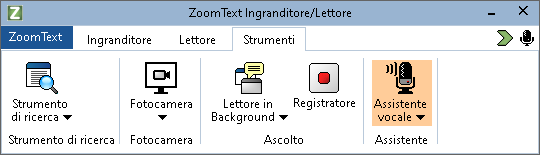 ZoomText Ingranditore/Lettore
ZoomText Ingranditore Lettore Strumenti
Strumento
di ricerca
Fotocamera
Lettore in
Background
Registratore
Assistente
vocale
Strumento di ricerca Fotocamera Ascolto Assistente